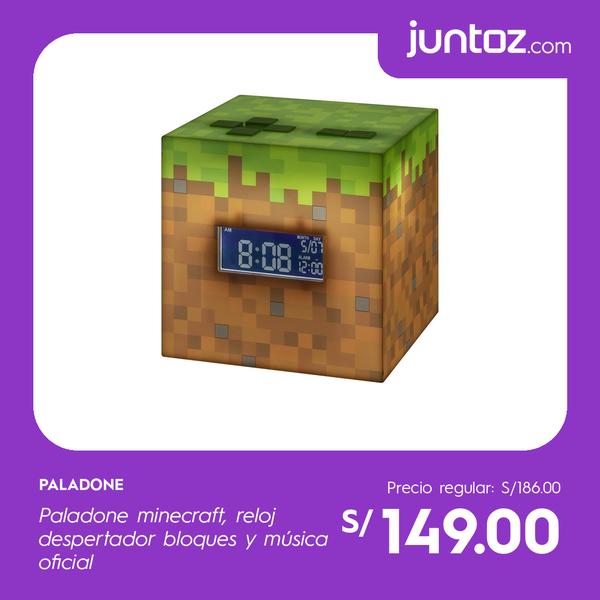 juntoz.com
AM
MONTH DAY
5/07
8:08
ALARM
12:00
PALADONE
Paladone minecraft, reloj
despertador bloques y música
oficial
Precio regular: S/186.00
S/149.00